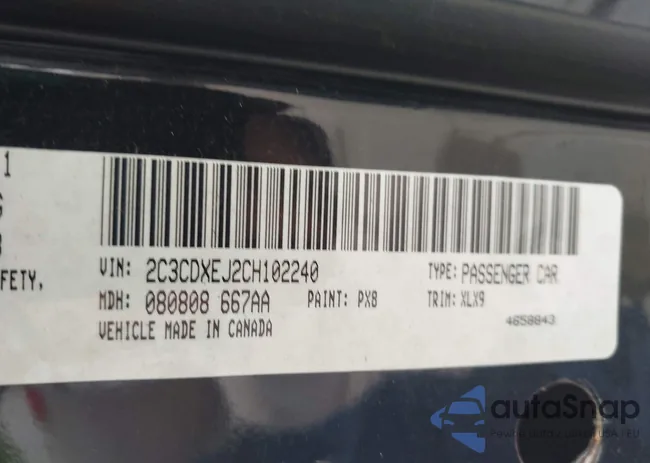 1
FETY,
VIN: 2C3CDXEJ2CH102240 TYPE: PASSENGER CAR
MDH: 080808 667AA PAINT: PX8 TRIM: XLX9
VEHICLE MADE IN CANADA 4658843
autaSnap